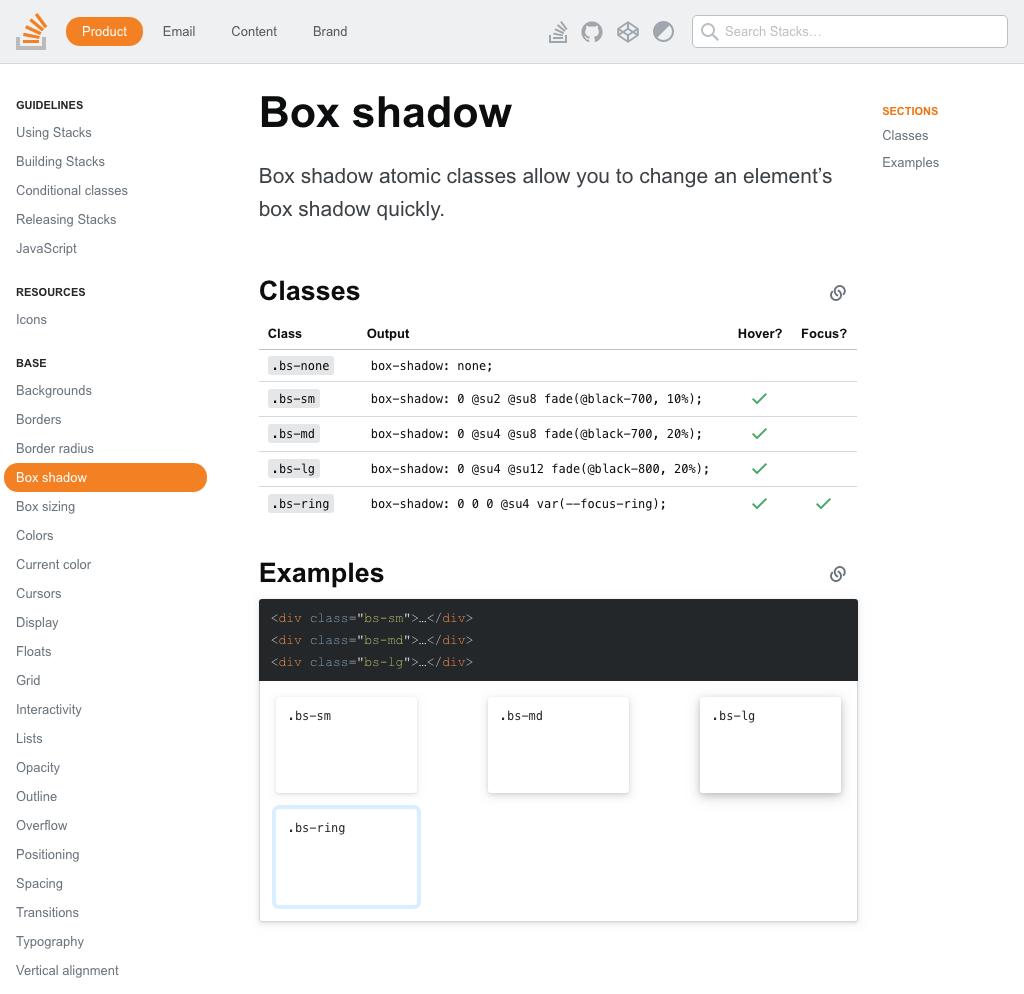 Product
Email
Content
Brand
Search Stacks…
GUIDELINES
Using Stacks
Building Stacks
Conditional classes
Releasing Stacks
JavaScript
RESOURCES
Icons
BASE
Backgrounds
Borders
Border radius
Box shadow
Box sizing
Colors
Current color
Cursors
Display
Floats
Grid
Interactivity
Lists
Opacity
Outline
Overflow
Positioning
Spacing
Transitions
Typography
Vertical alignment
Box shadow
Box shadow atomic classes allow you to change an element’s
box shadow quickly.
Classes
Class Output Hover? Focus?
.bs-none box-shadow: none;
.bs-sm box-shadow: 0 @su2 @su8 fade(@black-700, 10%);
.bs-md box-shadow: 0 @su4 @su8 fade(@black-700, 20%);
.bs-lg box-shadow: 0 @su4 @su12 fade(@black-800, 20%);
.bs-ring box-shadow: 0 0 0 @su4 var(--focus-ring);
Examples
<div class="bs-sm">…</div>
<div class="bs-md">…</div>
<div class="bs-lg">…</div>
.bs-sm
.bs-md
.bs-lg
.bs-ring
SECTIONS
Classes
Examples